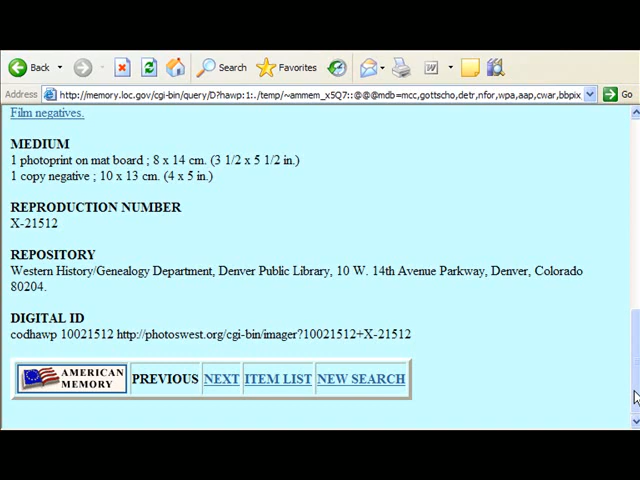 Back Search Favorites
Address http://memory.loc.gov/cgi-bin/query/D?hawp:1:./temp/~ammem_x5Q7::@@@mdb=mcc,gottscho,detr,nfor,wpa,aap,cwar,bbpix Go
Film negatives.
MEDIUM
1 photoprint on mat board ; 8 x 14 cm. (3 1/2 x 5 1/2 in.)
1 copy negative ; 10 x 13 cm. (4 x 5 in.)
REPRODUCTION NUMBER
X-21512
REPOSITORY
Western History/Genealogy Department, Denver Public Library, 10 W. 14th Avenue Parkway, Denver, Colorado
80204.
DIGITAL ID
codhawp 10021512 http://photoswest.org/cgi-bin/imager?10021512+X-21512
AMERICAN
MEMORY
PREVIOUS NEXT ITEM LIST NEW SEARCH